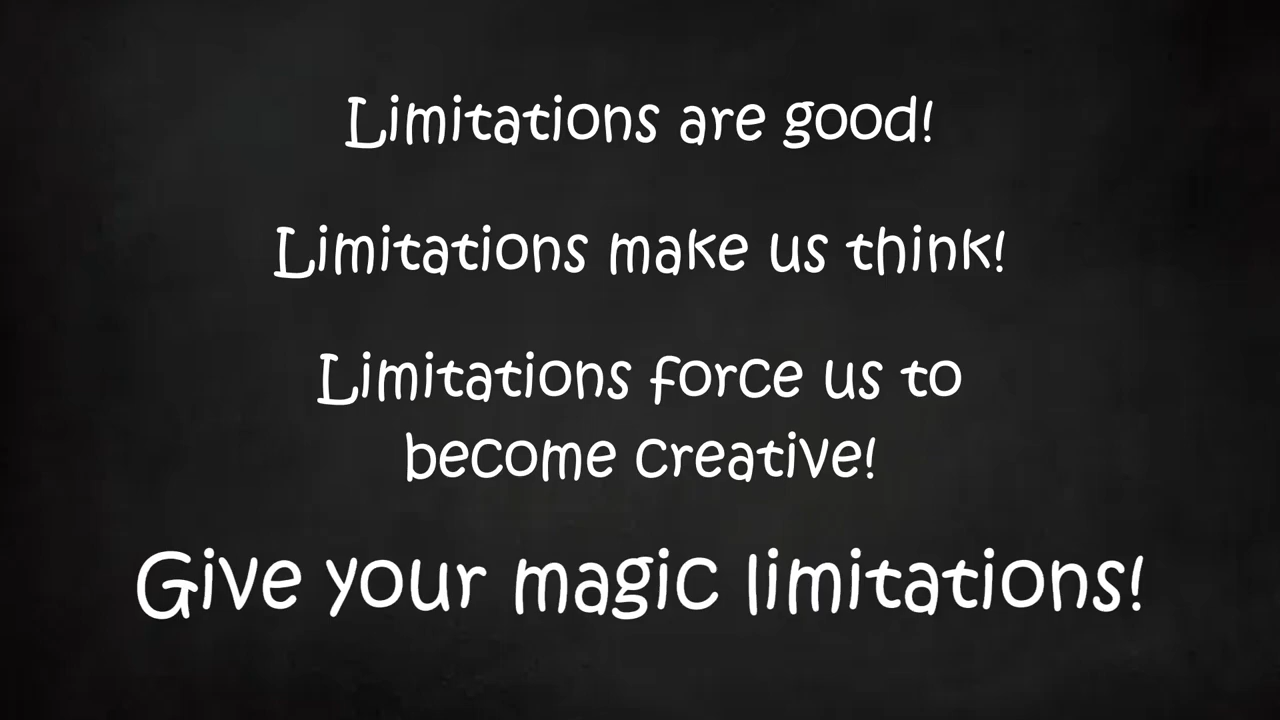 Limitations are good!
Limitations make us think!
Limitations force us to
become creative!
Give your magic limitations!